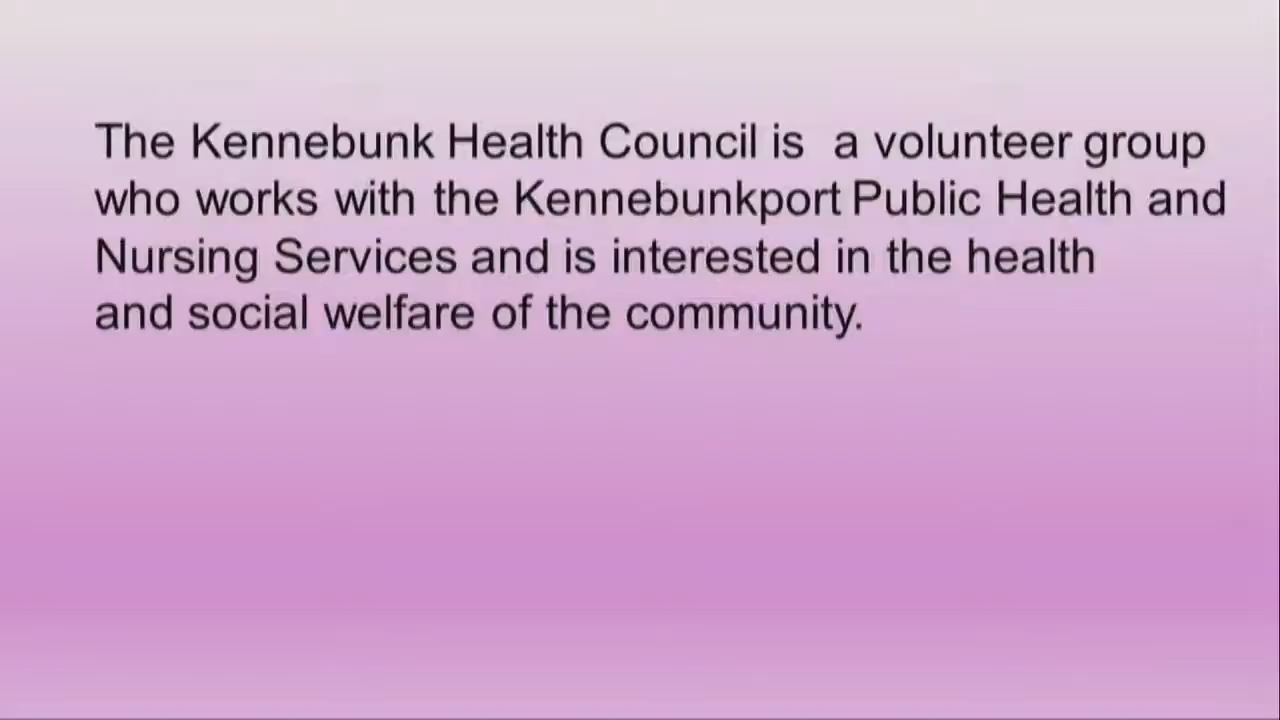 The Kennebunk Health Council is a volunteer group
who works with the Kennebunkport Public Health and
Nursing Services and is interested in the health
and social welfare of the community.